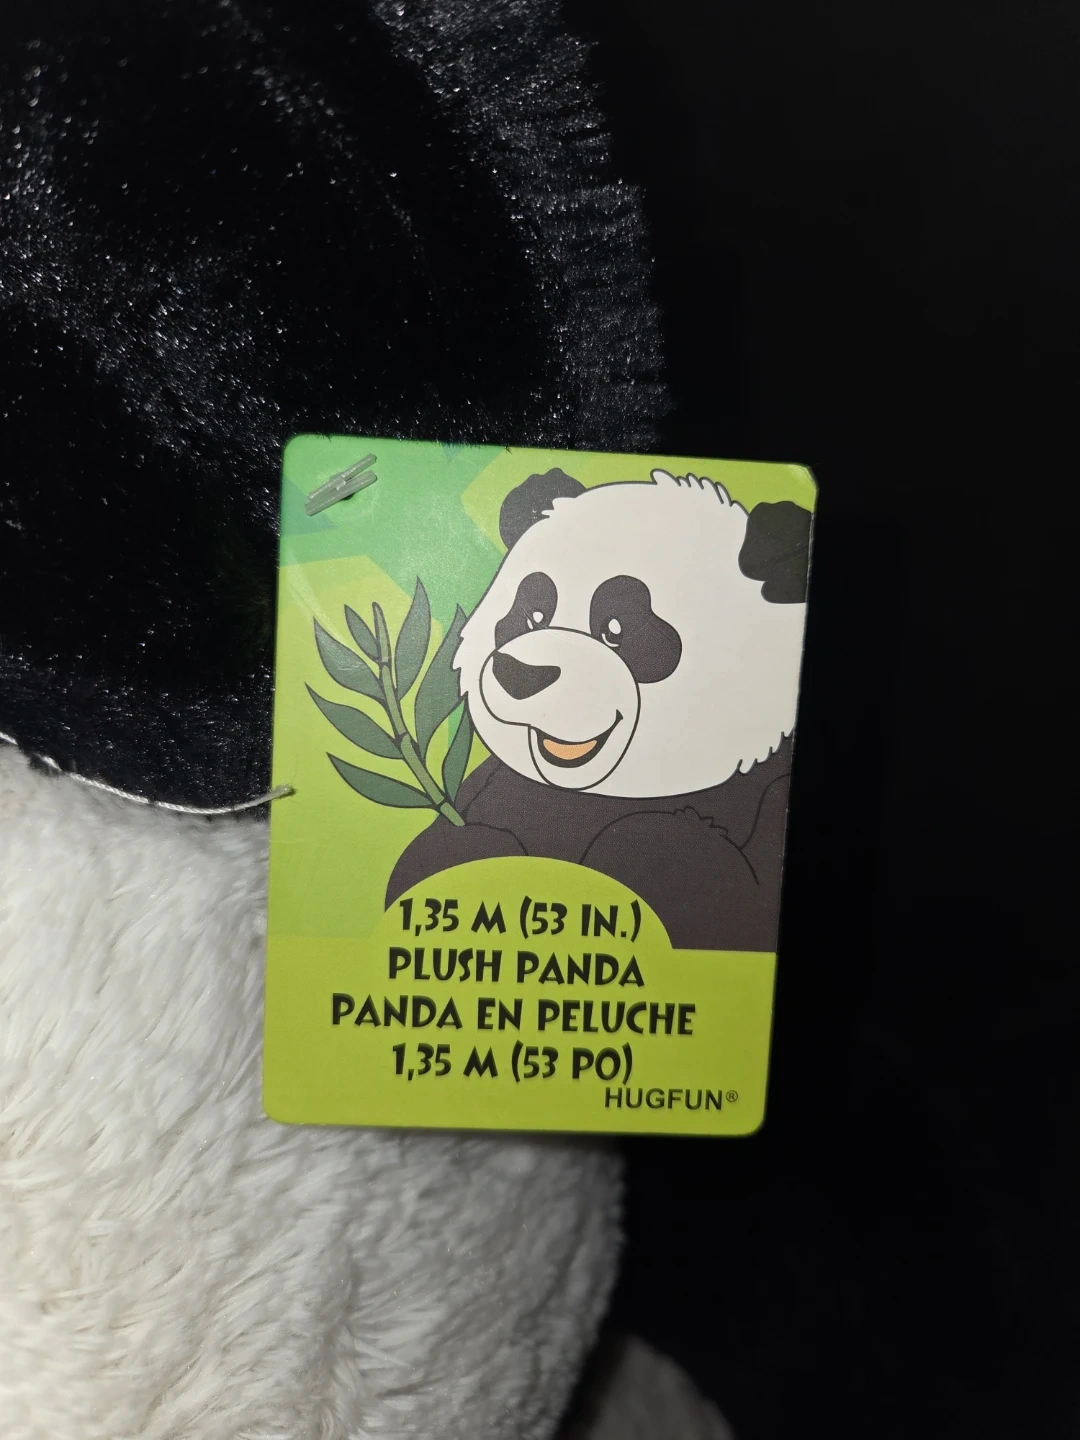 1,35 M (53 IN.)
PLUSH PANDA
PANDA EN PELUCHE
1,35 M (53 PO)
HUGFUN®